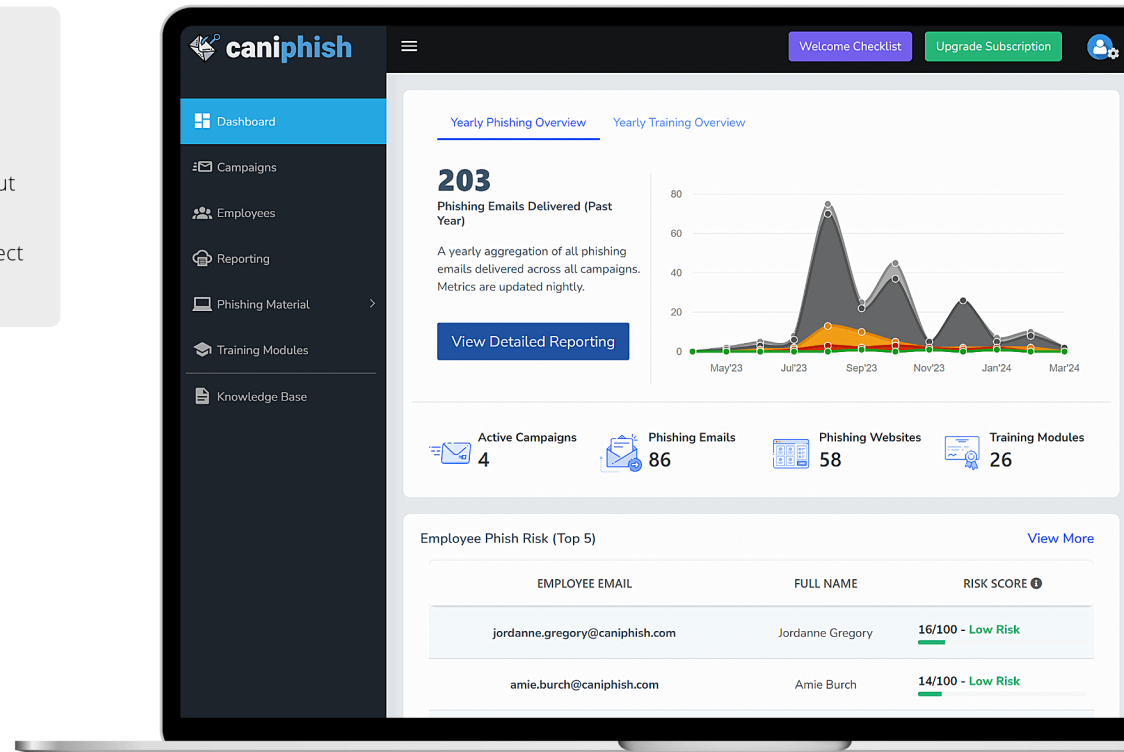 ut
ect
caniphish
Welcome Checklist
Upgrade Subscription
Dashboard
Campaigns
Employees
Reporting
Phishing Material
Training Modules
Knowledge Base
Yearly Phishing Overview
Yearly Training Overview
203
Phishing Emails Delivered (Past
Year)
A yearly aggregation of all phishing
emails delivered across all campaigns.
Metrics are updated nightly.
View Detailed Reporting
80
60
40
20
0
May'23 Jul'23 Sep'23 Nov'23 Jan'24 Mar'24
Active Campaigns
4
Phishing Emails
86
Phishing Websites
58
Training Modules
26
Employee Phish Risk (Top 5)
View More
EMPLOYEE EMAIL FULL NAME RISK SCORE
jordanne.gregory@caniphish.com Jordanne Gregory 16/100 - Low Risk
amie.burch@caniphish.com Amie Burch 14/100 - Low Risk